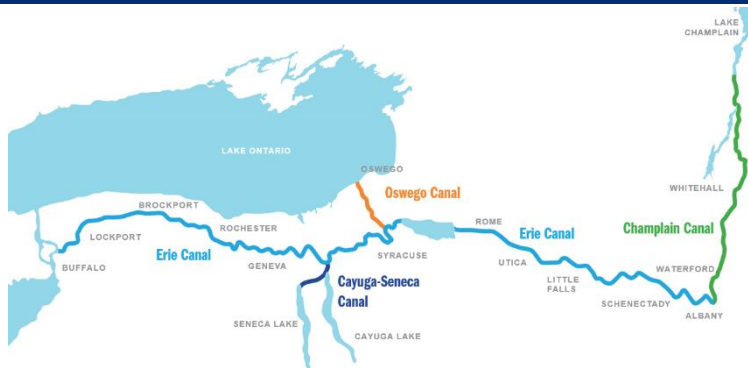 LAKE
CHAMPLAIN
LAKE ONTARIO
OSWEGO
Oswego Canal
WHITEHALL
BROCKPORT
ROCHESTER
ROME
Champlain Canal
LOCKPORT
Erie Canal
Erie Canal
SYRACUSE
GENEVA
BUFFALO
UTICA
WATERFORD
Cayuga-Seneca
Canal
LITTLE
FALLS
SCHENECTADY
ALBANY
SENECA LAKE
CAYUGA LAKE